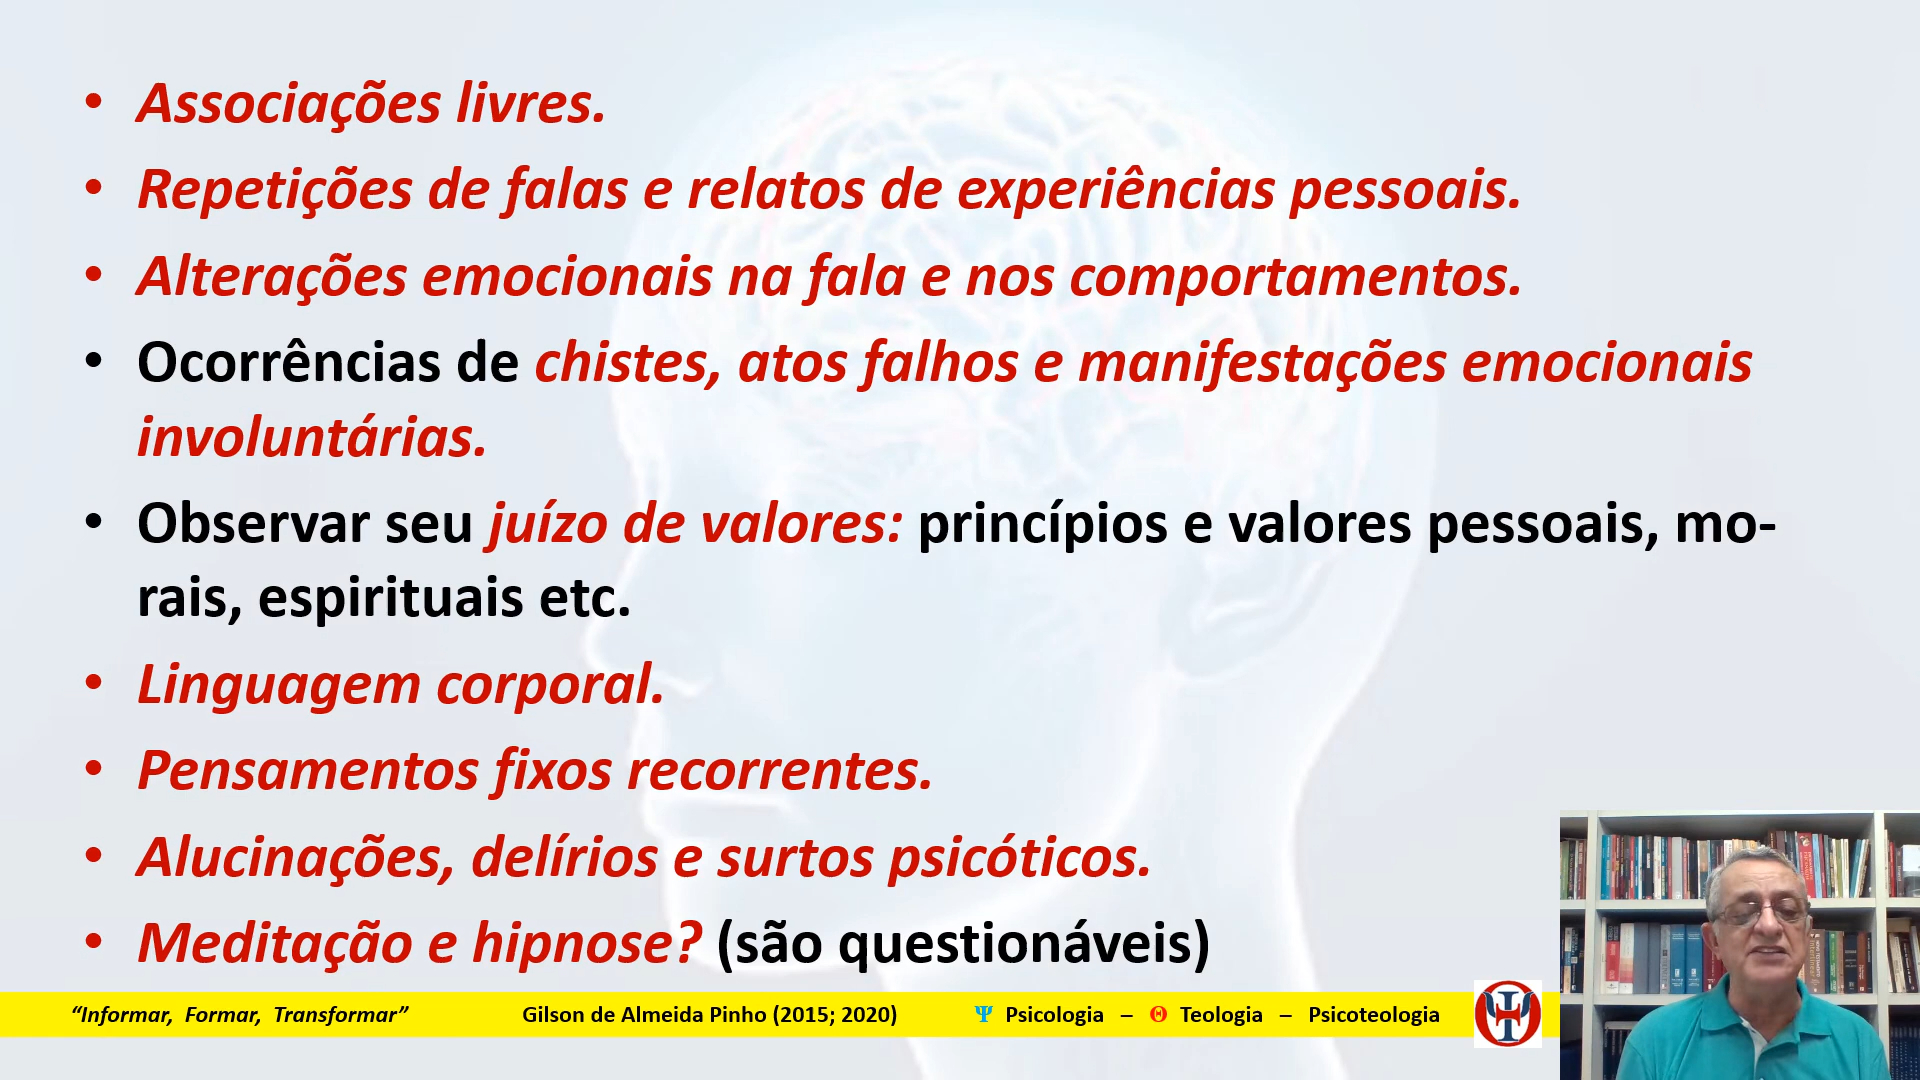 • Associações livres.
• Repetições de falas e relatos de experiências pessoais.
• Alterações emocionais na fala e nos comportamentos.
• Ocorrências de chistes, atos falhos e manifestações emocionais
involuntárias.
• Observar seu juízo de valores: princípios e valores pessoais, mo-
rais, espirituais etc.
• Linguagem corporal.
• Pensamentos fixos recorrentes.
• Alucinações, delírios e surtos psicóticos.
• Meditação e hipnose? (são questionáveis)
“Informar, Formar, Transformar” Gilson de Almeida Pinho (2015; 2020) Ψ Psicologia – Θ Teologia – Psicoteologia